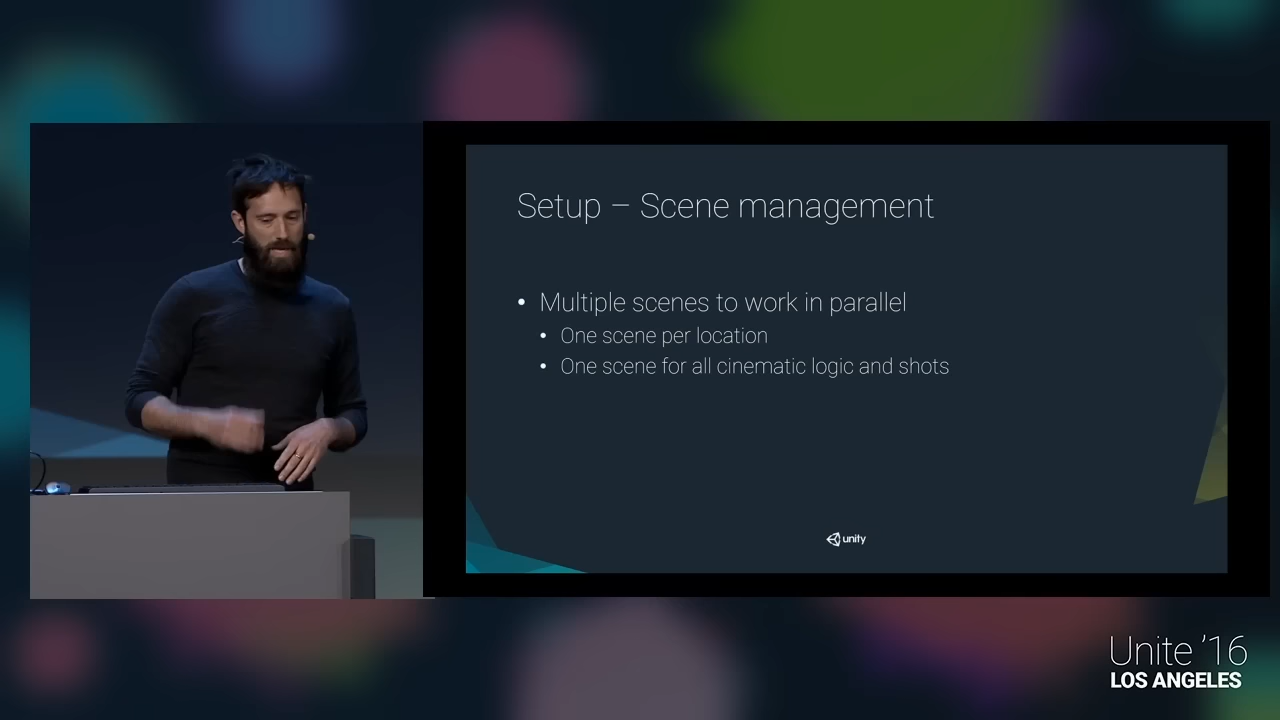 Setup – Scene management
• Multiple scenes to work in parallel
• One scene per location
• One scene for all cinematic logic and shots
unity
Unite '16
LOS ANGELES